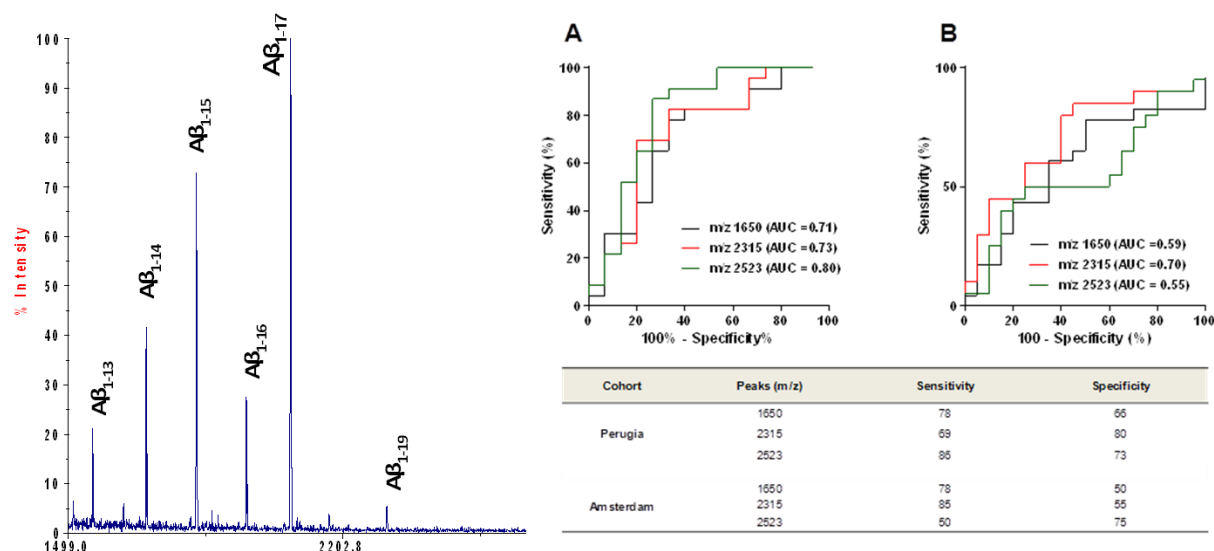 100
90
80
70
60
50
40
30
20
10
0
% Intensity
1499.0
2202.8
Aβ1-13
Aβ1-14
Aβ1-15
Aβ1-16
Aβ1-17
Aβ1-19
A
100
80
60
40
20
0
Sensitivity (%)
m/z 1650 (AUC =0.71)
m/z 2315 (AUC =0.73)
m/z 2523 (AUC = 0.80)
0 20 40 60 80 100
100% - Specificity%
B
100
50
0
Sensitivity (%)
m/z 1650 (AUC =0.59)
m/z 2315 (AUC = 0.70)
m/z 2523 (AUC = 0.55)
0 20 40 60 80 100
100 - Specificity (%)
Cohort Peaks (m/z) Sensitivity Specificity
1650 78 66
Perugia 2315 69 80
2523 86 73
1650 78 50
Amsterdam 2315 85 55
2523 50 75